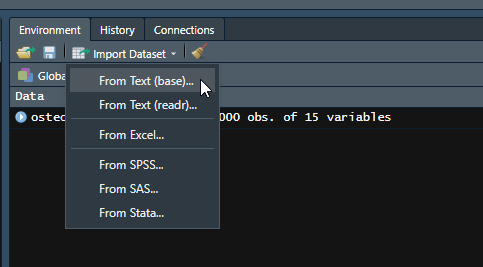 Environment History Connections
Import Dataset
Globa
From Text (base)...
Data
From Text (readr)...
osteo 000 obs. of 15 variables
From Excel...
From SPSS...
From SAS...
From Stata...